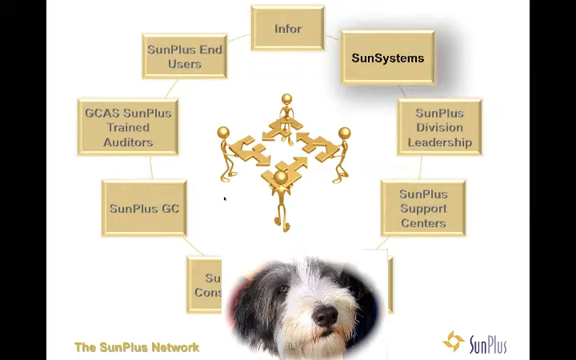 Infor
SunSystems
SunPlus End
Users
GCAS SunPlus
Trained
Auditors
SunPlus
Division
Leadership
SunPlus GC
SunPlus
Support
Centers
The SunPlus Network
SunPlus